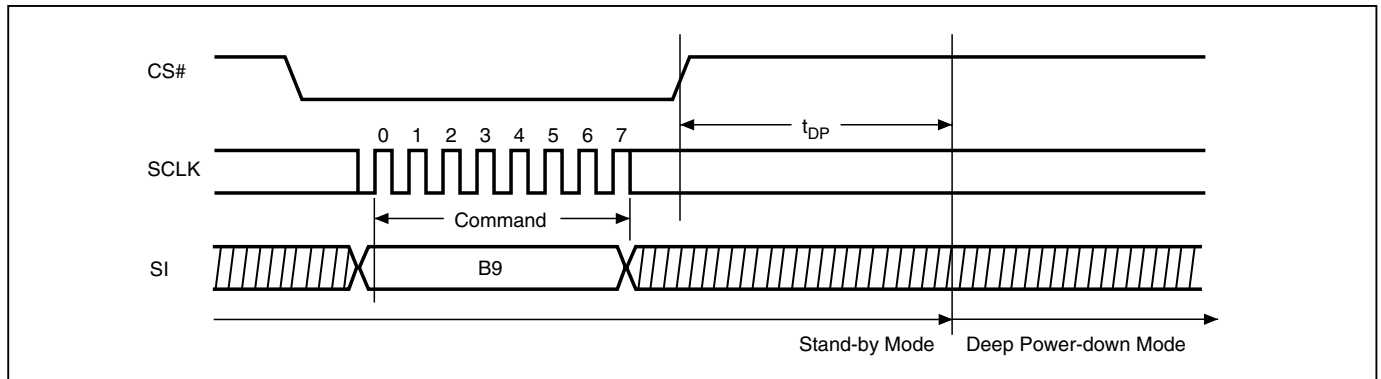 CS#
t_DP
0 1 2 3 4 5 6 7
SCLK
Command
SI
B9
Stand-by Mode Deep Power-down Mode